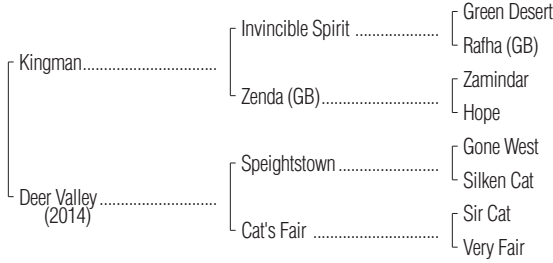 Green Desert
Invincible Spirit ....................
Rafha (GB)
Kingman................................
Zamindar
Zenda (GB)............................
Hope
Gone West
Speightstown ........................
Silken Cat
Deer Valley ............................
(2014)
Sir Cat
Cat's Fair ..............................
Very Fair